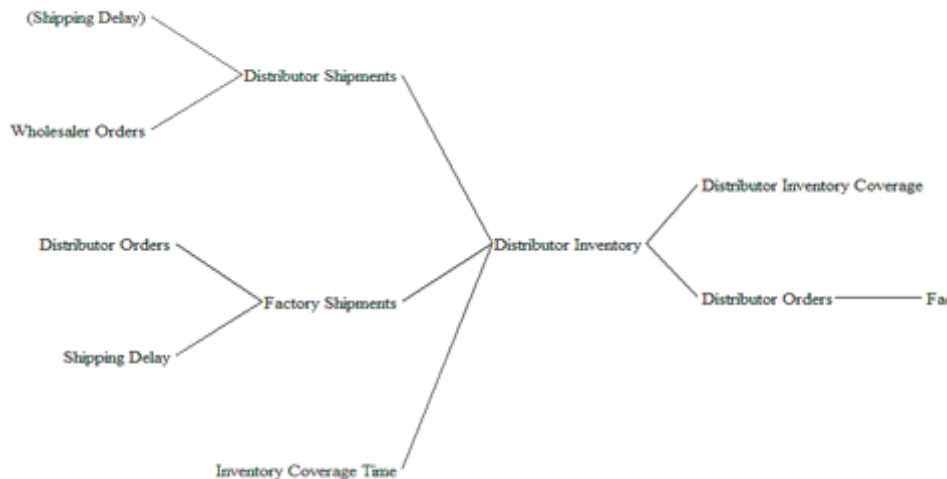 (Shipping Delay)
Distributor Shipments
Wholesaler Orders
Distributor Inventory Coverage
Distributor Orders
Distributor Inventory
Factory Shipments
Distributor Orders
Shipping Delay
Inventory Coverage Time